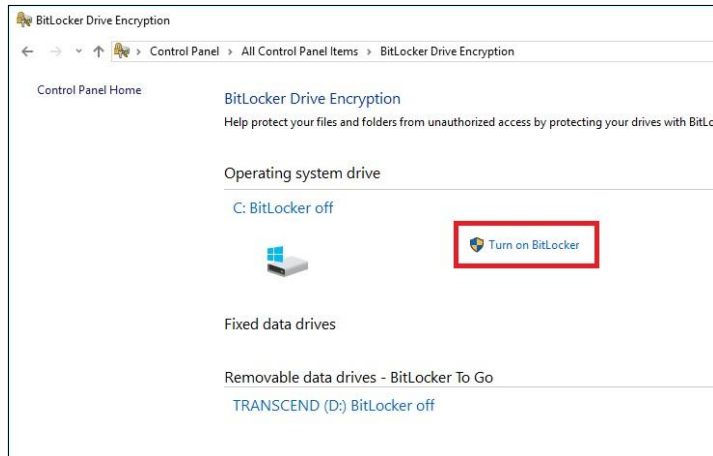 BitLocker Drive Encryption
Control Panel > All Control Panel Items > BitLocker Drive Encryption
Control Panel Home
BitLocker Drive Encryption
Help protect your files and folders from unauthorized access by protecting your drives with BitLo
Operating system drive
C: BitLocker off
Turn on BitLocker
Fixed data drives
Removable data drives - BitLocker To Go
TRANSCEND (D:) BitLocker off